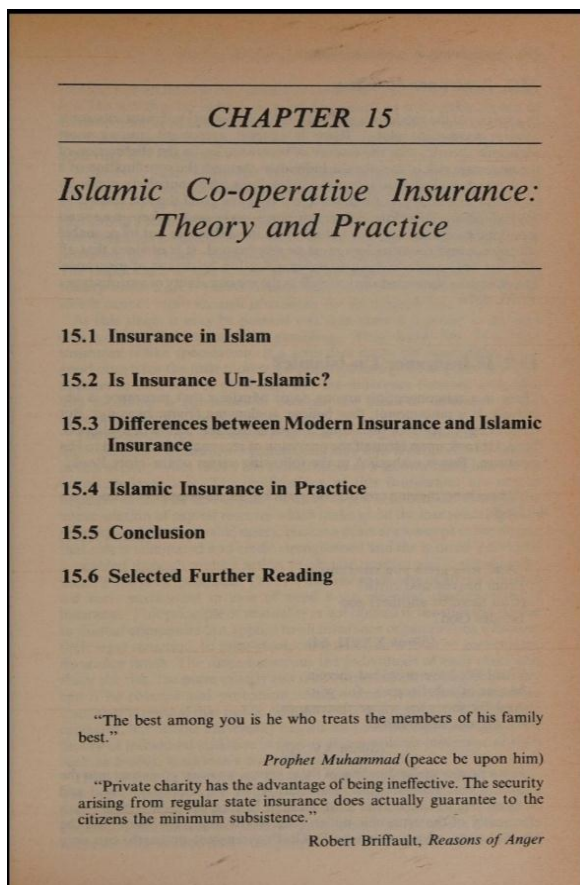 CHAPTER 15
Islamic Co-operative Insurance:
Theory and Practice
15.1 Insurance in Islam
15.2 Is Insurance Un-Islamic?
15.3 Differences between Modern Insurance and Islamic
Insurance
15.4 Islamic Insurance in Practice
15.5 Conclusion
15.6 Selected Further Reading
“The best among you is he who treats the members of his family
best.”
Prophet Muhammad (peace be upon him)
“Private charity has the advantage of being ineffective. The security
arising from regular state insurance does actually guarantee to the
citizens the minimum subsistence.”
Robert Briffault, Reasons of Anger